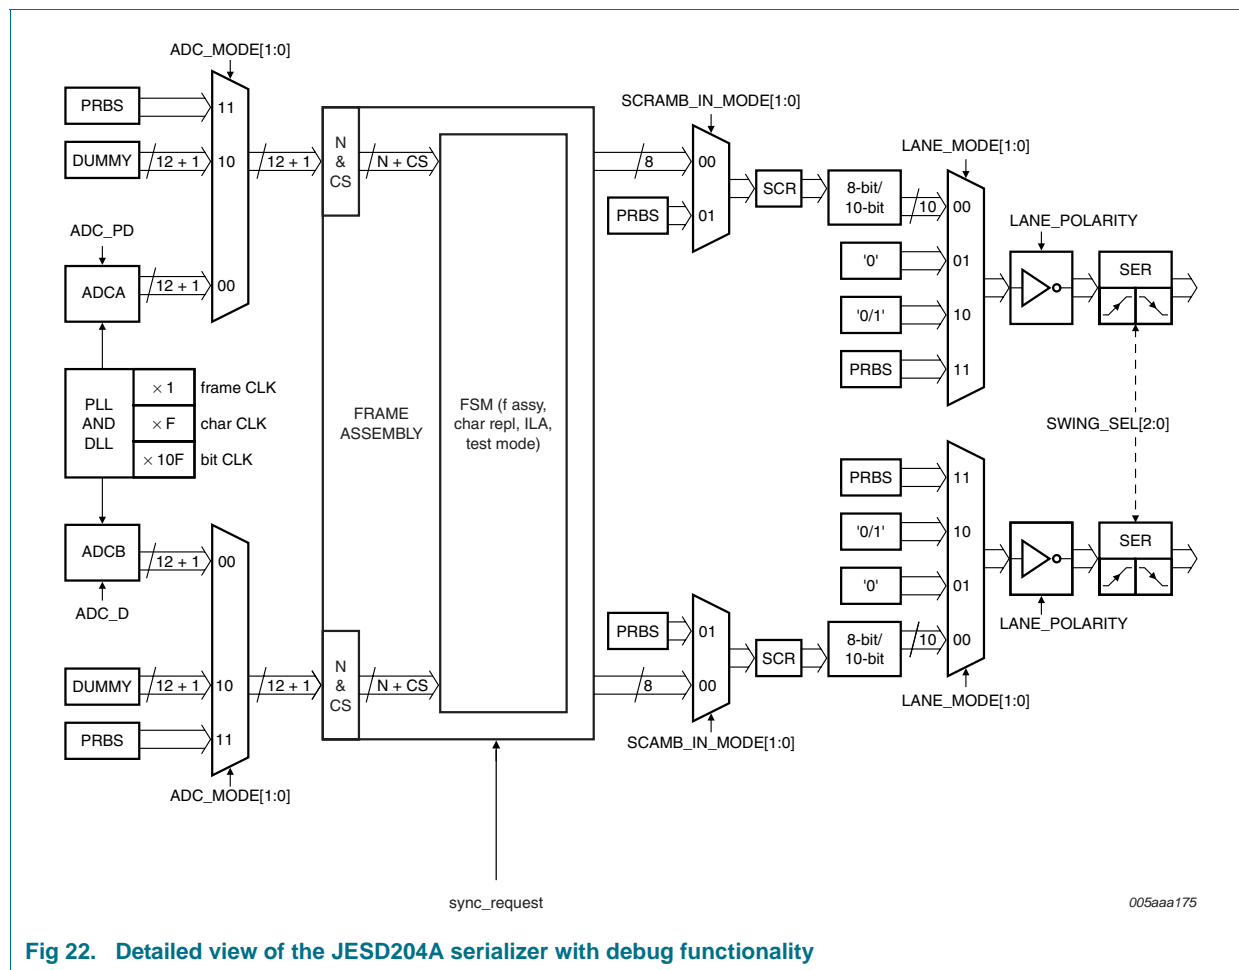 ADC_MODE[1:0]
PRBS
11
DUMMY
12 + 1
10
12 + 1
N
&
CS
N + CS
ADC_PD
ADCA
12 + 1
00
PLL
AND
DLL
× 1
frame CLK
× F
char CLK
× 10F
bit CLK
FRAME
ASSEMBLY
FSM (f assy,
char repl, ILA,
test mode)
ADCB
12 + 1
00
ADC_D
DUMMY
12 + 1
10
12 + 1
N
&
CS
N + CS
PRBS
11
ADC_MODE[1:0]
sync_request
SCRAMB_IN_MODE[1:0]
8
00
PRBS
01
SCR
8-bit/
10-bit
10
LANE_MODE[1:0]
00
'0'
01
'0/1'
10
PRBS
11
LANE_POLARITY
SER
SWING_SEL[2:0]
PRBS
11
'0/1'
10
'0'
01
8-bit/
10-bit
10
00
LANE_MODE[1:0]
SER
LANE_POLARITY
PRBS
01
8
00
SCR
SCAMB_IN_MODE[1:0]
005aaa175
Fig 22. Detailed view of the JESD204A serializer with debug functionality